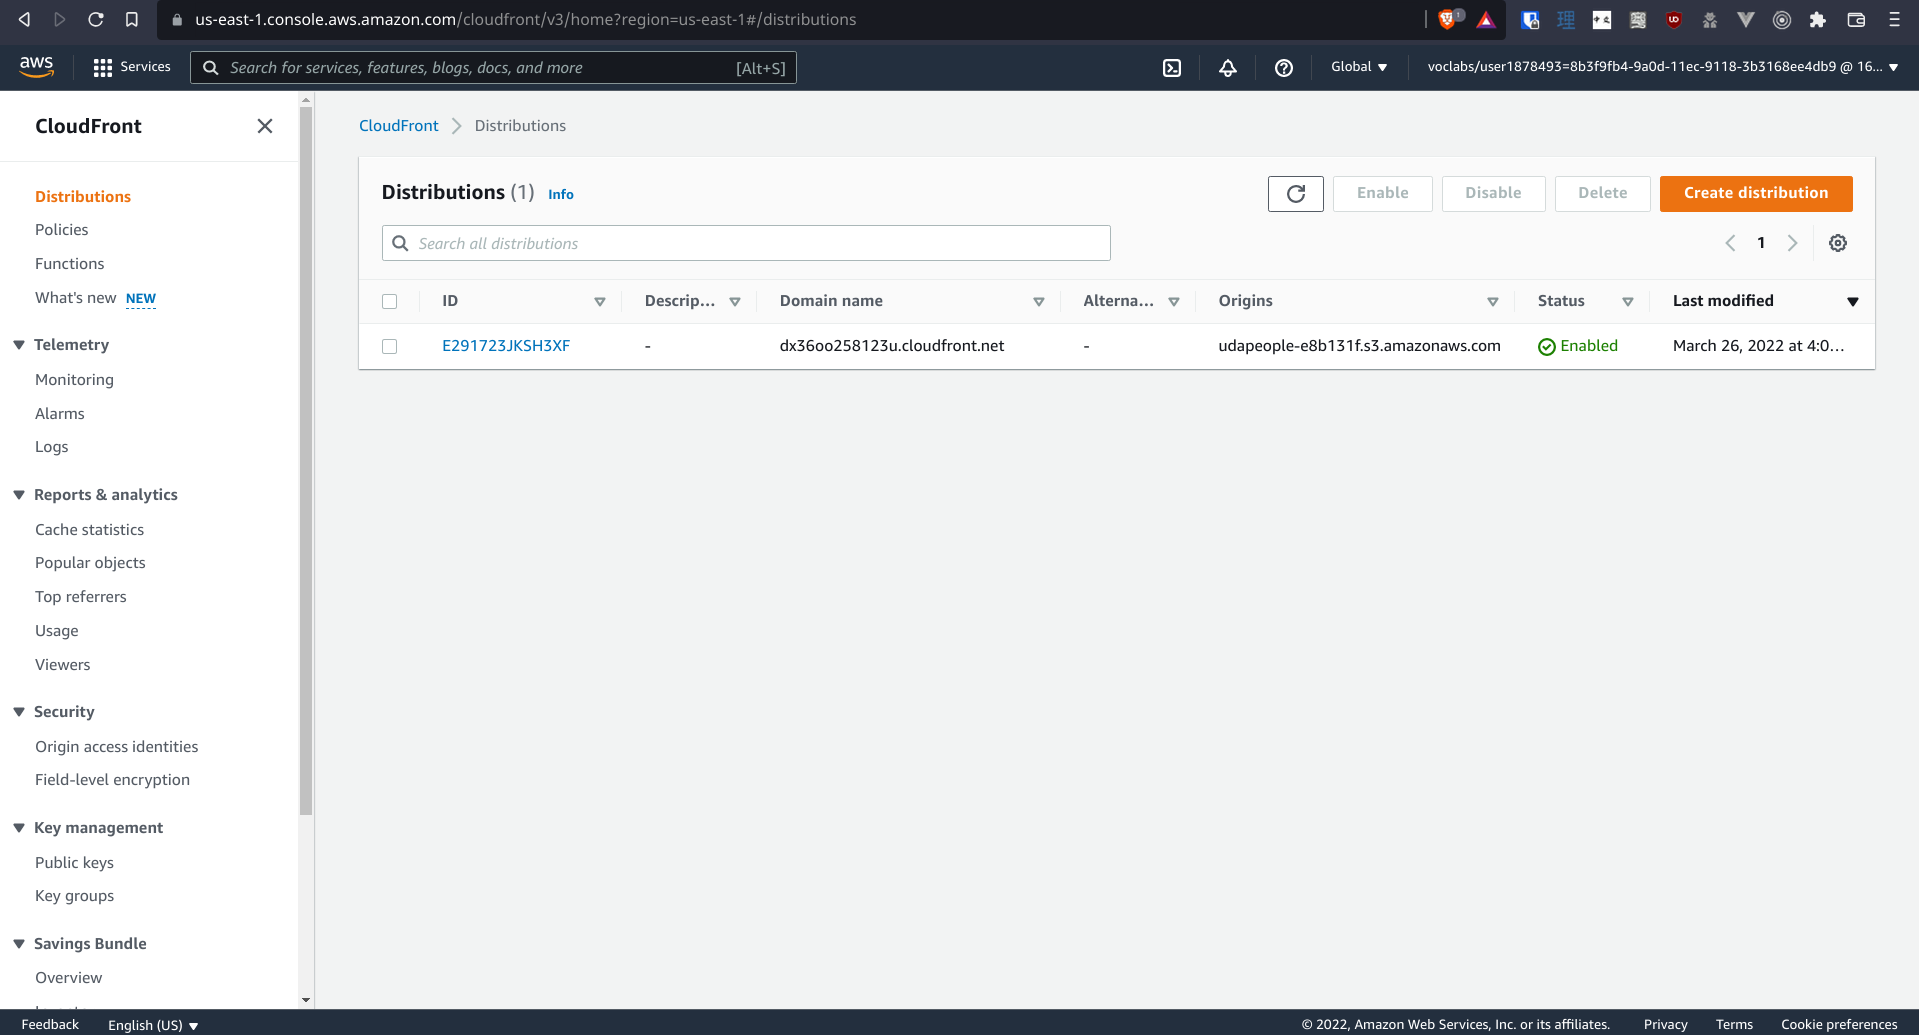 us-east-1.console.aws.amazon.com/cloudfront/v3/home?region=us-east-1#/distributions
1
aws
Services
Search for services, features, blogs, docs, and more
[Alt+S]
Global
voclabs/user1878493=8b3f9fb4-9a0d-11ec-9118-3b3168ee4db9 @ 16...
CloudFront
Distributions
Policies
Functions
What's new NEW
Telemetry
Monitoring
Alarms
Logs
Reports & analytics
Cache statistics
Popular objects
Top referrers
Usage
Viewers
Security
Origin access identities
Field-level encryption
Key management
Public keys
Key groups
Savings Bundle
Overview
CloudFront
Distributions
Distributions (1) Info
Enable
Disable
Delete
Create distribution
Search all distributions
1
ID
Descrip...
Domain name
Alterna...
Origins
Status
Last modified
E291723JKSH3XF
-
dx36oo258123u.cloudfront.net
-
udapeople-e8b131f.s3.amazonaws.com
Enabled
March 26, 2022 at 4:0...
Feedback
English (US)
© 2022, Amazon Web Services, Inc. or its affiliates.
Privacy
Terms
Cookie preferences